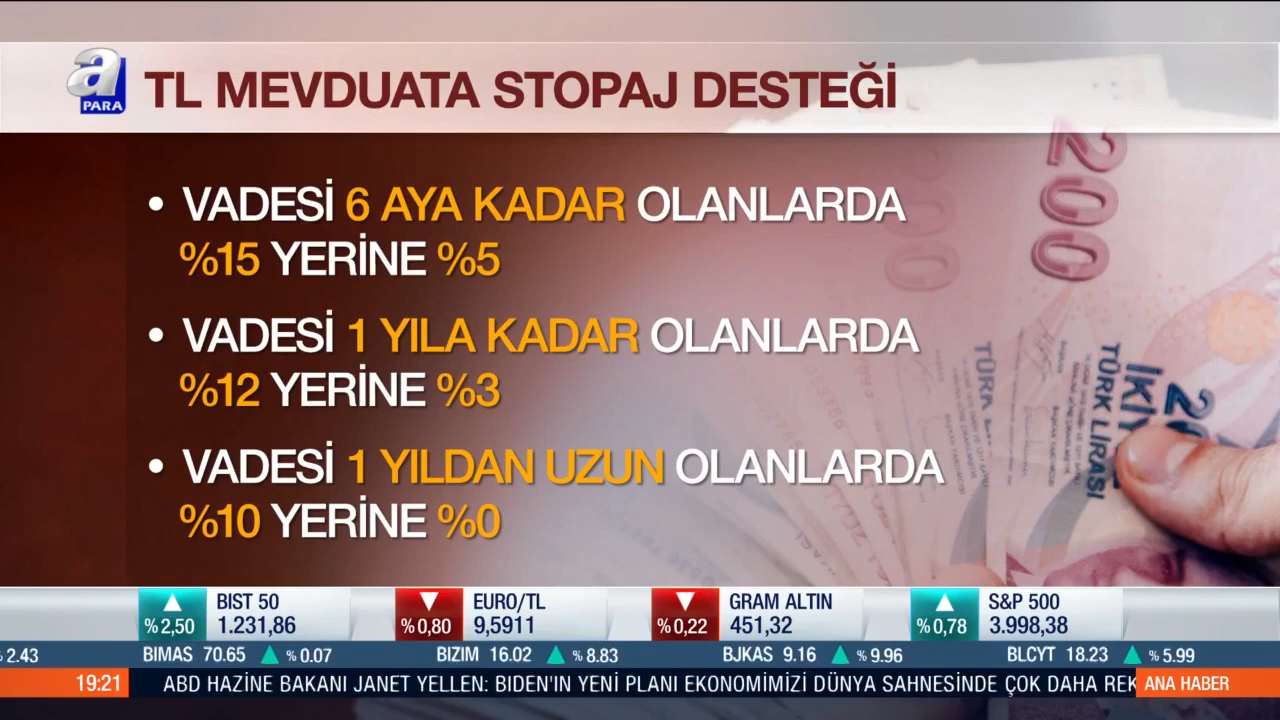 a
PARA
TL MEVDUATA STOPAJ DESTEĞİ
• VADESİ 6 AYA KADAR OLANLARDA
%15 YERİNE %5
• VADESİ 1 YILA KADAR OLANLARDA
%12 YERİNE %3
• VADESİ 1 YILDAN UZUN OLANLARDA
%10 YERİNE %0
200
TÜRK LİRASI
% 2,50 BIST 50 1.231,86
% 0,80 EURO/TL 9,5911
% 0,22 GRAM ALTIN 451,32
% 0,78 S&P 500 3.998,38
2.43 BIMAS 70.65 % 0.07 BIZIM 16.02 % 8.83 BJKAS 9.16 % 9.96 BLCYT 18.23 % 5.99
19:21 ABD HAZİNE BAKANI JANET YELLEN: BIDEN'IN YENİ PLANI EKONOMİMİZİ DÜNYA SAHNESİNDE ÇOK DAHA REK ANA HABER